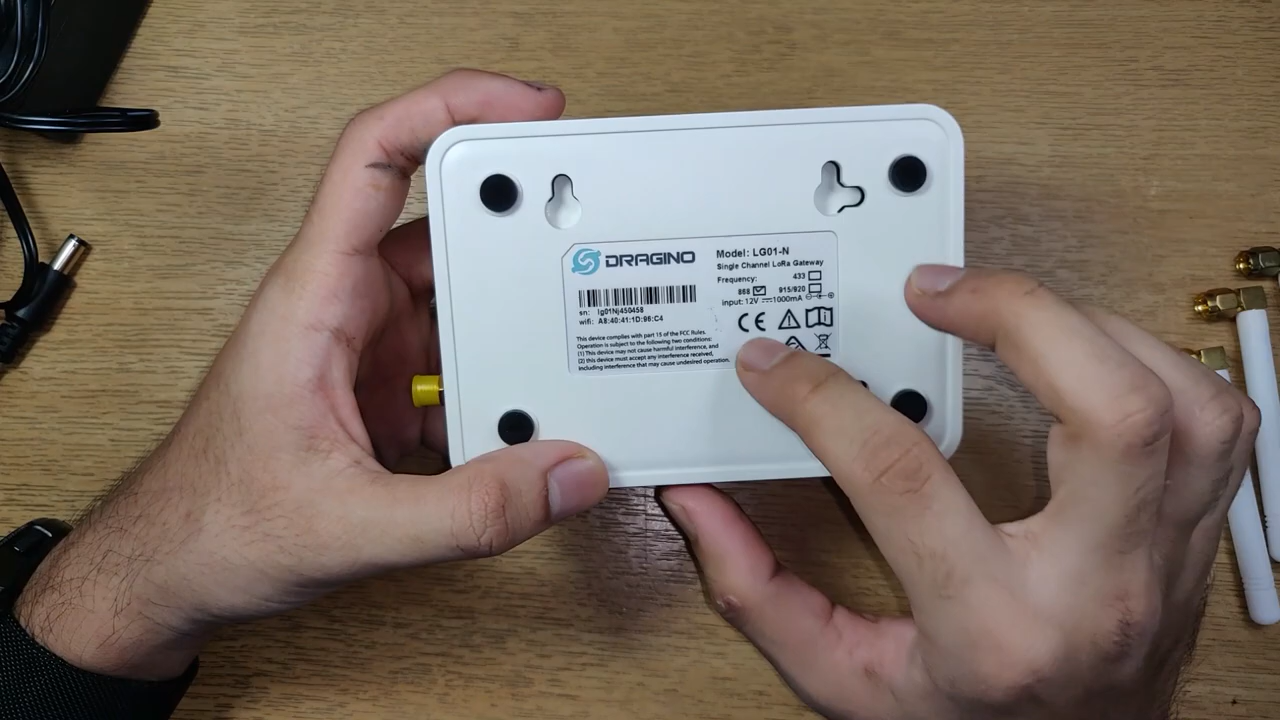 DRAGINO
sn: lg01Nj450458
wifi: A8:40:41:1D:96:C4
This device complies with part 15 of the FCC Rules.
Operation is subject to the following two conditions:
(1) This device may not cause harmful interference, and
(2) this device must accept any interference received,
including interference that may cause undesired operation.
Model: LG01-N
Single Channel LoRa Gateway
Frequency: 433
868 915/920
input: 12V 1000mA
CE